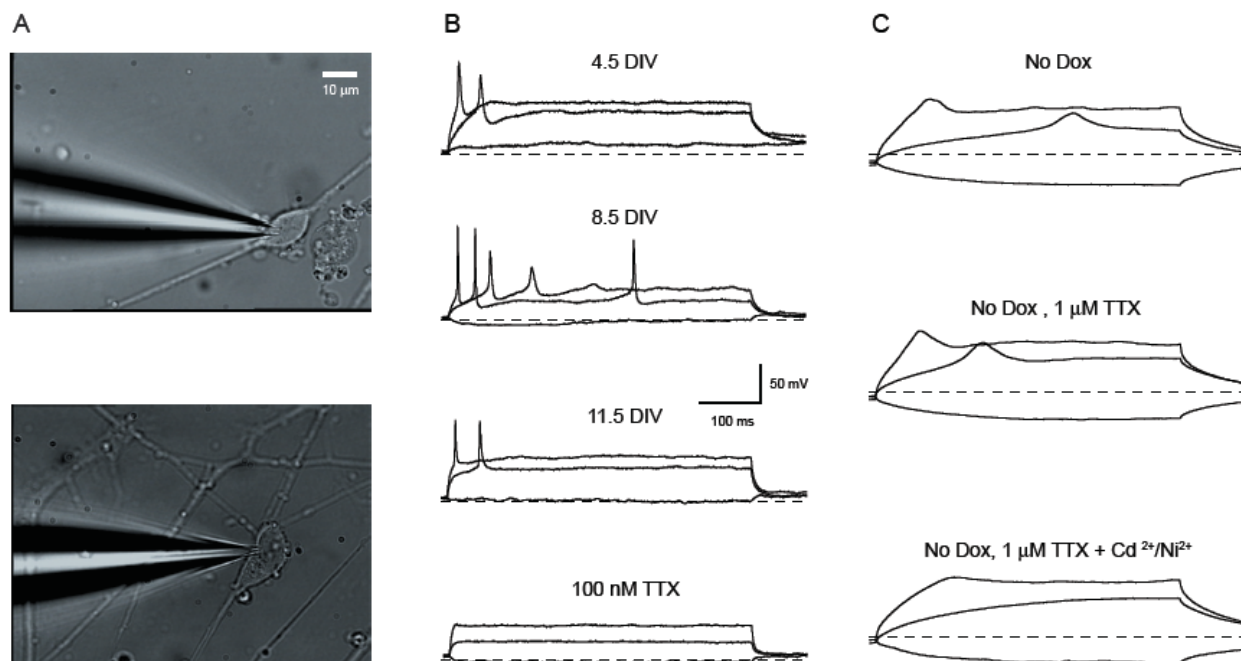 A
10 µm
B
4.5 DIV
8.5 DIV
50 mV
100 ms
11.5 DIV
100 nM TTX
C
No Dox
No Dox , 1 µM TTX
No Dox, 1 µM TTX + Cd ²⁺/Ni²⁺